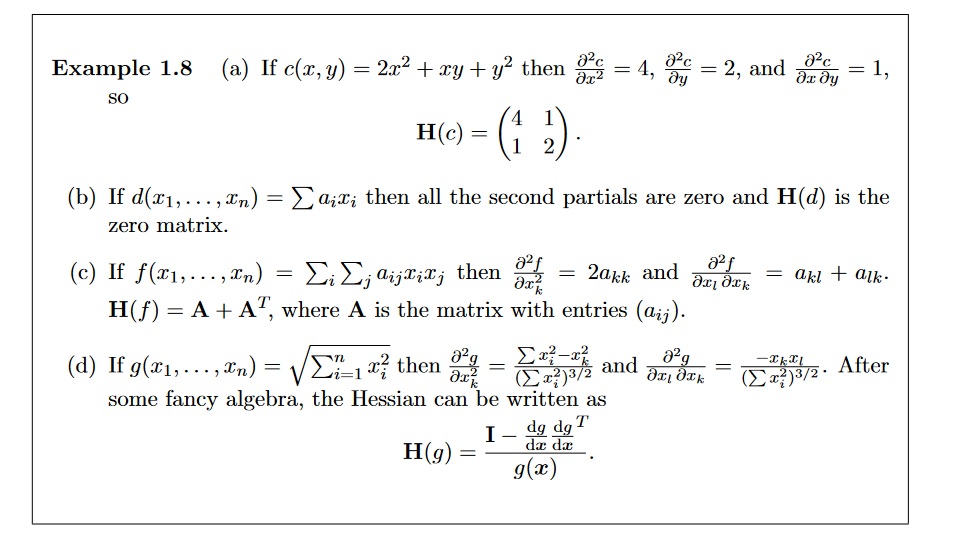 Example 1.8 (a) If c(x, y) = 2x² + xy + y² then ∂²c/∂x² = 4, ∂²c/∂y = 2, and ∂²c/∂x ∂y = 1,
so
H(c) = (4 1; 1 2).
(b) If d(x₁, . . . , xₙ) = ∑ aᵢxᵢ then all the second partials are zero and H(d) is the
zero matrix.
(c) If f(x₁, . . . , xₙ) = ∑ᵢ ∑ⱼ aᵢⱼxᵢxⱼ then ∂²f/∂xₖ² = 2aₖₖ and ∂²f/∂xₗ ∂xₖ = aₖₗ + aₗₖ.
H(f) = A + Aᵀ, where A is the matrix with entries (aᵢⱼ).
(d) If g(x₁, . . . , xₙ) = √(∑ᵢ₌₁ⁿ xᵢ²) then ∂²g/∂xₖ² = (∑ xᵢ² − xₖ²)/(∑ xᵢ²)^{3/2} and ∂²g/∂xₗ ∂xₖ = −xₖxₗ/(∑ xᵢ²)^{3/2}. After
some fancy algebra, the Hessian can be written as
H(g) = (I − dg/dx dg/dx ᵀ)/g(x).